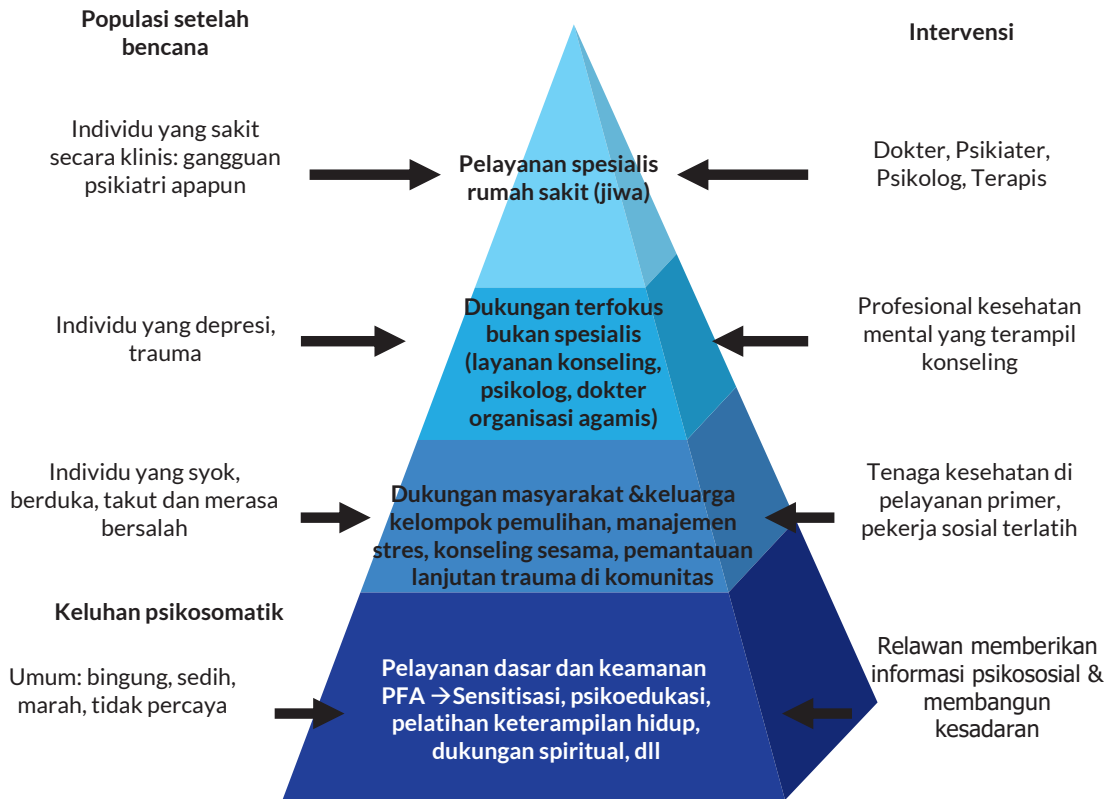 Populasi setelah
bencana
Intervensi
Individu yang sakit
secara klinis: gangguan
psikiatri apapun
Pelayanan spesialis
rumah sakit (jiwa)
Dokter, Psikiater,
Psikolog, Terapis
Individu yang depresi,
trauma
Dukungan terfokus
bukan spesialis
(layanan konseling,
psikolog, dokter
organisasi agamis)
Profesional kesehatan
mental yang terampil
konseling
Individu yang syok,
berduka, takut dan merasa
bersalah
Dukungan masyarakat &keluarga
kelompok pemulihan, manajemen
stres, konseling sesama, pemantauan
lanjutan trauma di komunitas
Tenaga kesehatan di
pelayanan primer,
pekerja sosial terlatih
Keluhan psikosomatik
Umum: bingung, sedih,
marah, tidak percaya
Pelayanan dasar dan keamanan
PFA →Sensitisasi, psikoedukasi,
pelatihan keterampilan hidup,
dukungan spiritual, dll
Relawan memberikan
informasi psikososial &
membangun
kesadaran